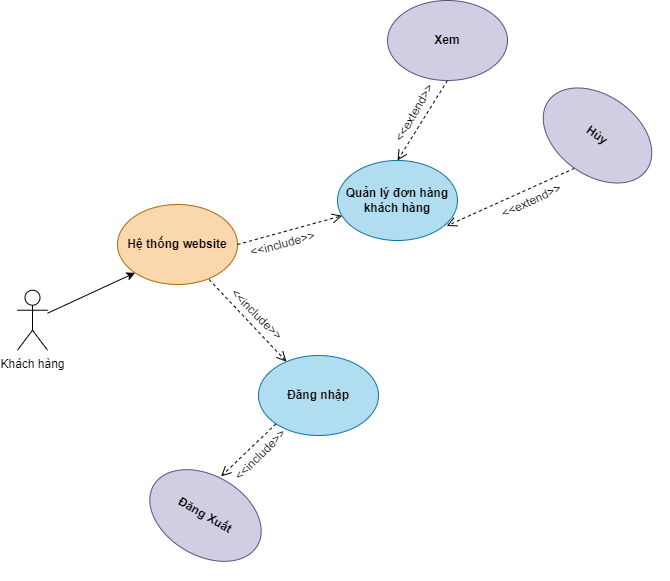 Xem
<<extend>>
Hủy
<<extend>>
Quản lý đơn hàng
khách hàng
Hệ thống website
<<include>>
<<include>>
Khách hàng
Đăng nhập
<<include>>
Đăng Xuất